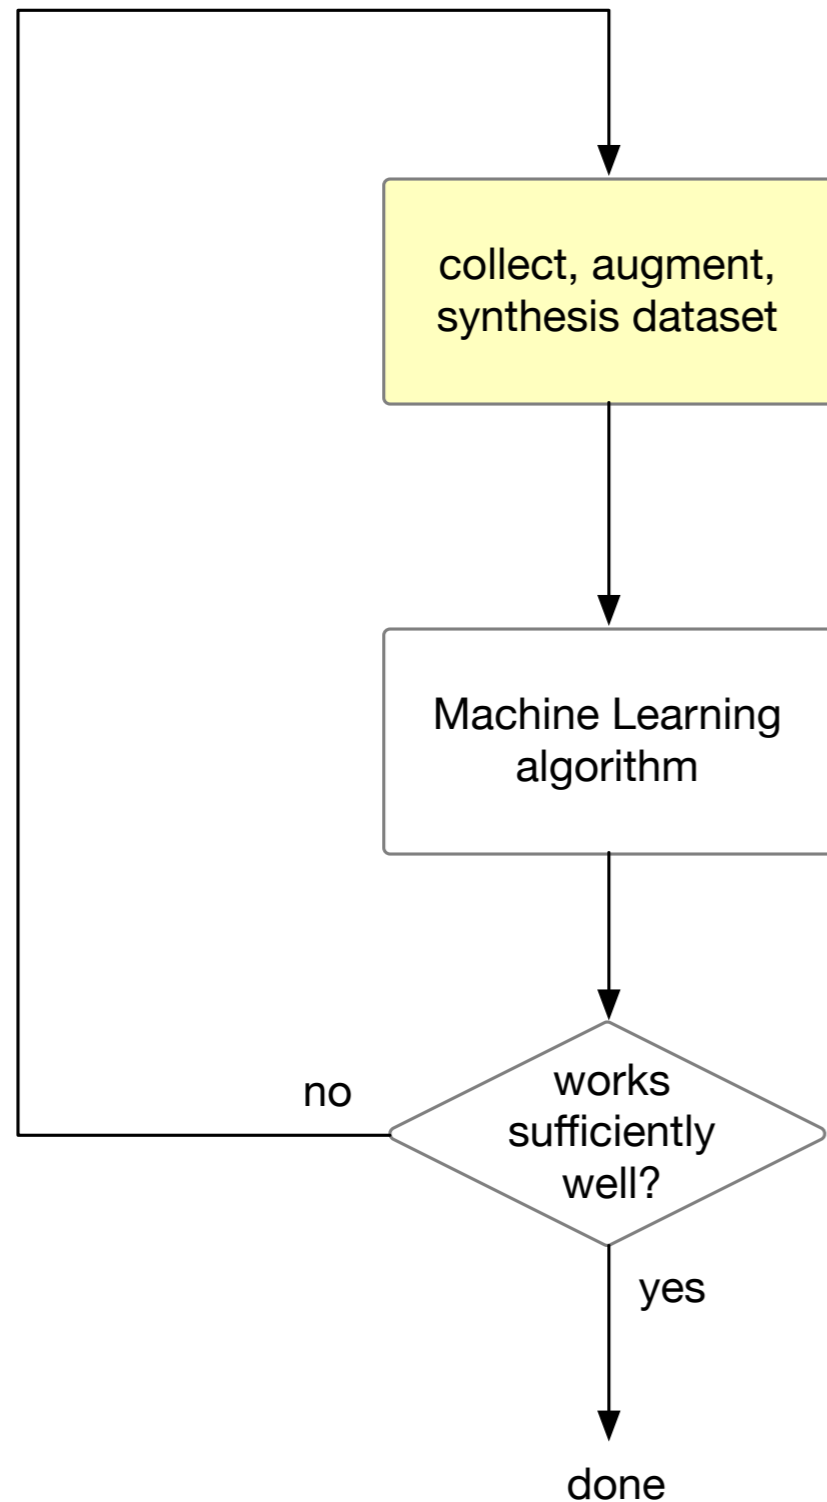 collect, augment,
synthesis dataset
Machine Learning
algorithm
works
sufficiently
well?
no
yes
done